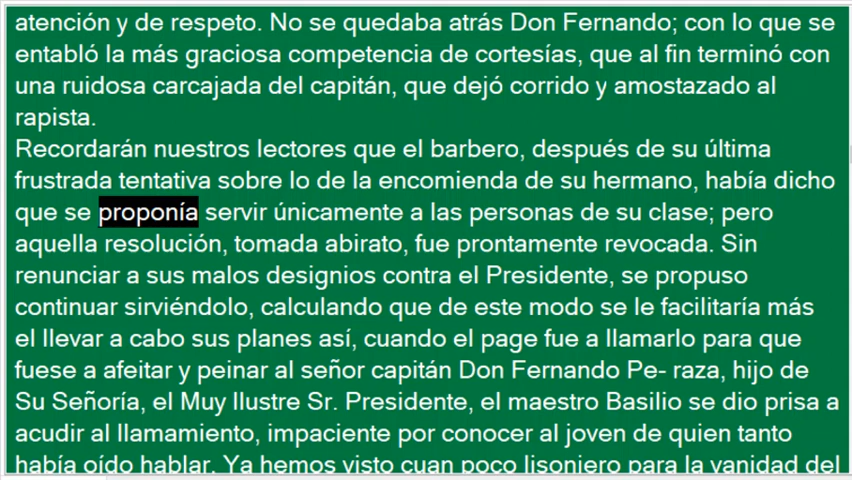 atención y de respeto. No se quedaba atrás Don Fernando; con lo que se
entabló la más graciosa competencia de cortesías, que al fin terminó con
una ruidosa carcajada del capitán, que dejó corrido y amostazado al
rapista.
Recordarán nuestros lectores que el barbero, después de su última
frustrada tentativa sobre lo de la encomienda de su hermano, había dicho
que se proponía servir únicamente a las personas de su clase; pero
aquella resolución, tomada abirato, fue prontamente revocada. Sin
renunciar a sus malos designios contra el Presidente, se propuso
continuar sirviéndolo, calculando que de este modo se le facilitaría más
el llevar a cabo sus planes así, cuando el page fue a llamarlo para que
fuese a afeitar y peinar al señor capitán Don Fernando Pe- raza, hijo de
Su Señoría, el Muy Ilustre Sr. Presidente, el maestro Basilio se dio prisa a
acudir al llamamiento, impaciente por conocer al joven de quien tanto
había oído hablar. Ya hemos visto cuan poco lisonjero para la vanidad del